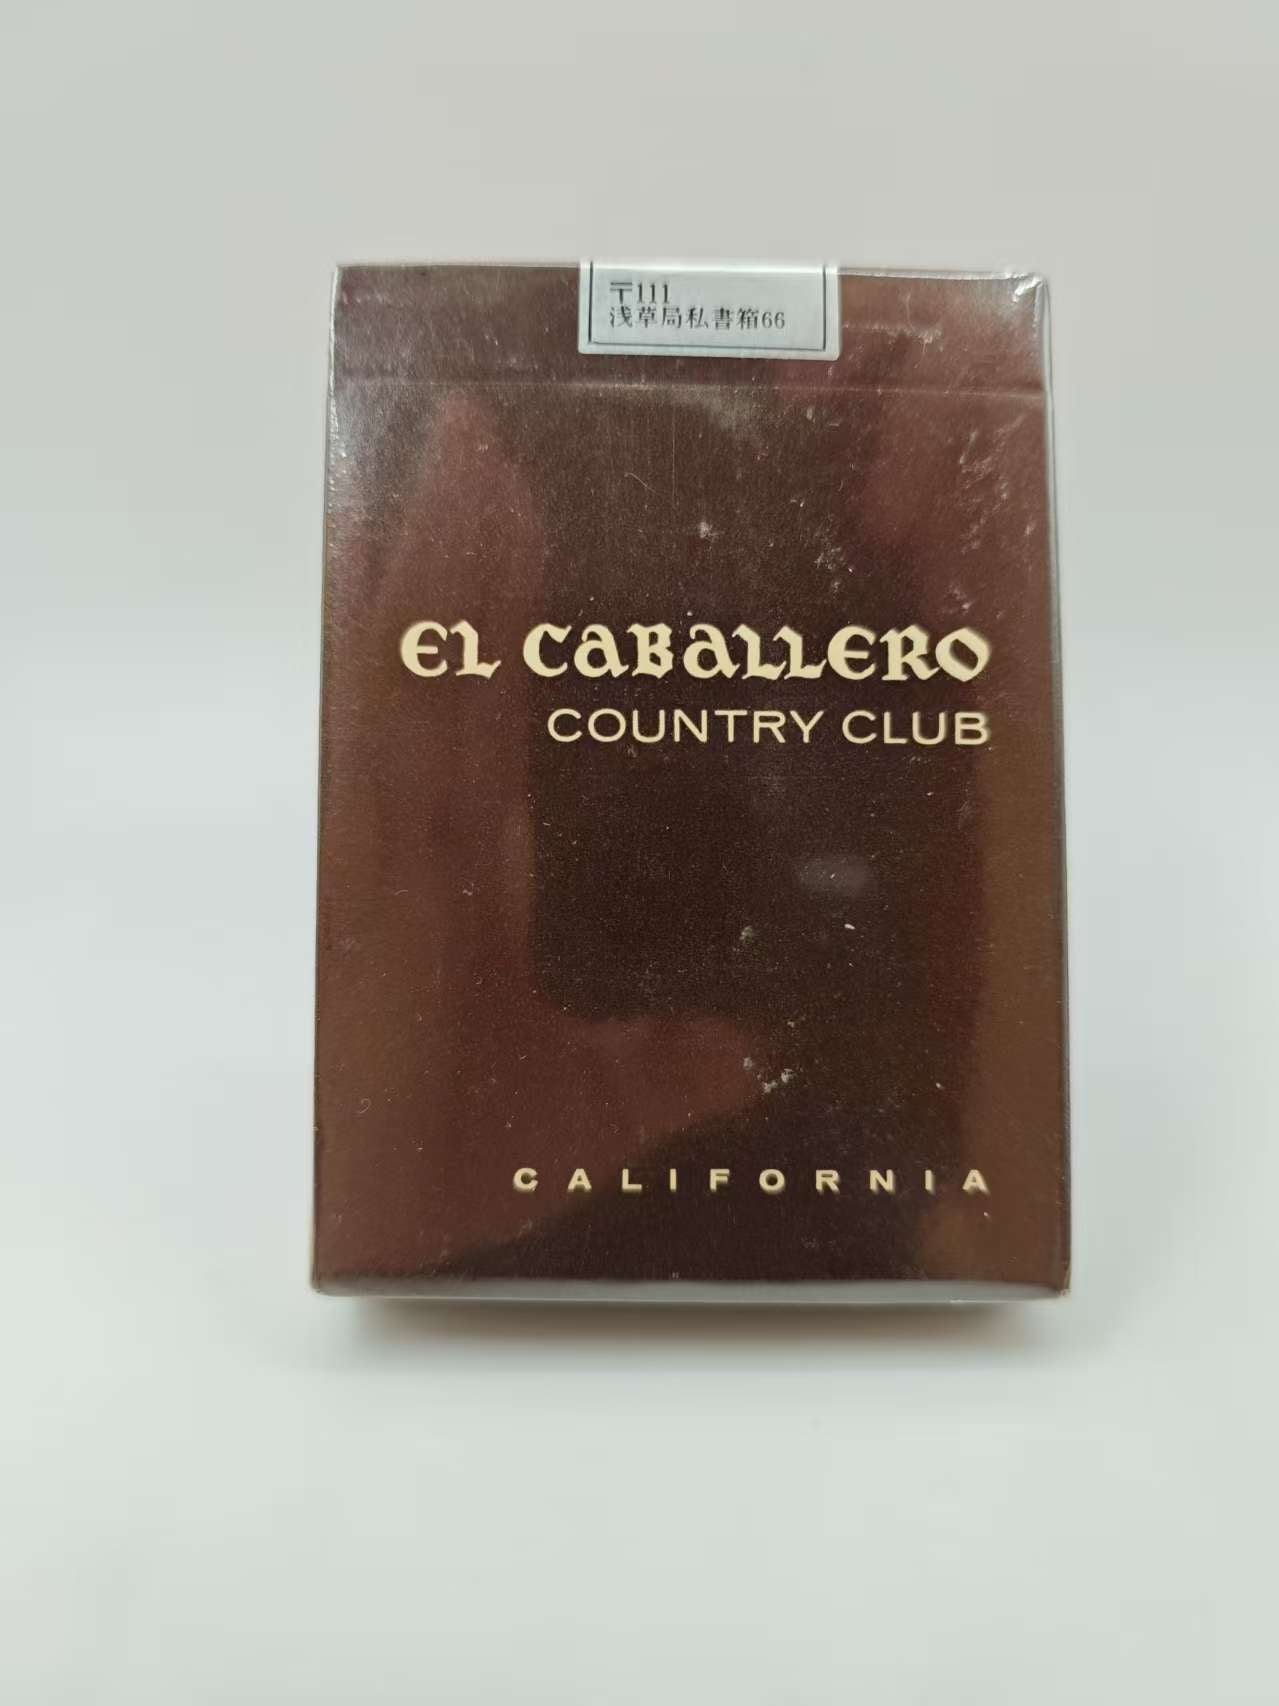 〒111
浅草局私書箱66
EL CABALLERO
COUNTRY CLUB
CALIFORNIA